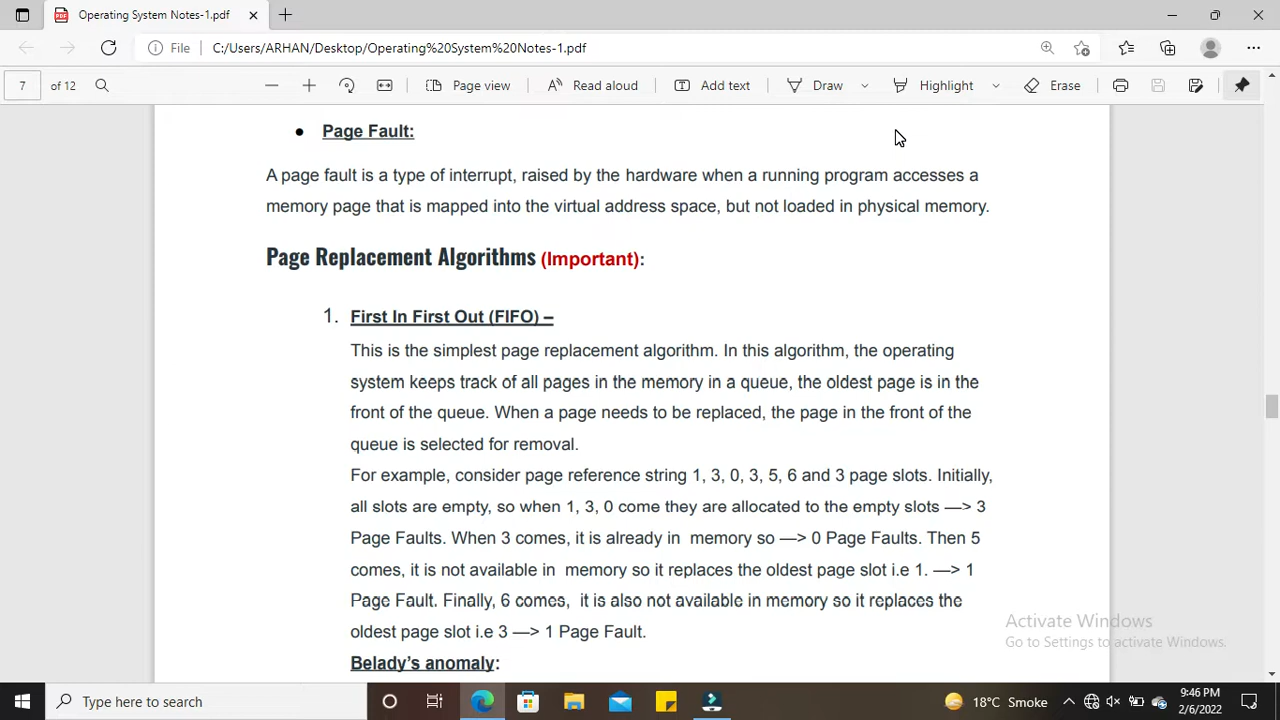 Operating System Notes-1.pdf
File
C:/Users/ARHAN/Desktop/Operating%20System%20Notes-1.pdf
7 of 12
Page view
Read aloud
Add text
Draw
Highlight
Erase
● Page Fault:
A page fault is a type of interrupt, raised by the hardware when a running program accesses a
memory page that is mapped into the virtual address space, but not loaded in physical memory.
Page Replacement Algorithms (Important):
1. First In First Out (FIFO) –
This is the simplest page replacement algorithm. In this algorithm, the operating
system keeps track of all pages in the memory in a queue, the oldest page is in the
front of the queue. When a page needs to be replaced, the page in the front of the
queue is selected for removal.
For example, consider page reference string 1, 3, 0, 3, 5, 6 and 3 page slots. Initially,
all slots are empty, so when 1, 3, 0 come they are allocated to the empty slots —> 3
Page Faults. When 3 comes, it is already in  memory so —> 0 Page Faults. Then 5
comes, it is not available in  memory so it replaces the oldest page slot i.e 1. —> 1
Page Fault. Finally, 6 comes,  it is also not available in memory so it replaces the
oldest page slot i.e 3 —> 1 Page Fault.
Belady's anomaly:
Activate Windows
Go to Settings to activate Windows.
Type here to search
18°C Smoke
9:46 PM
2/6/2022